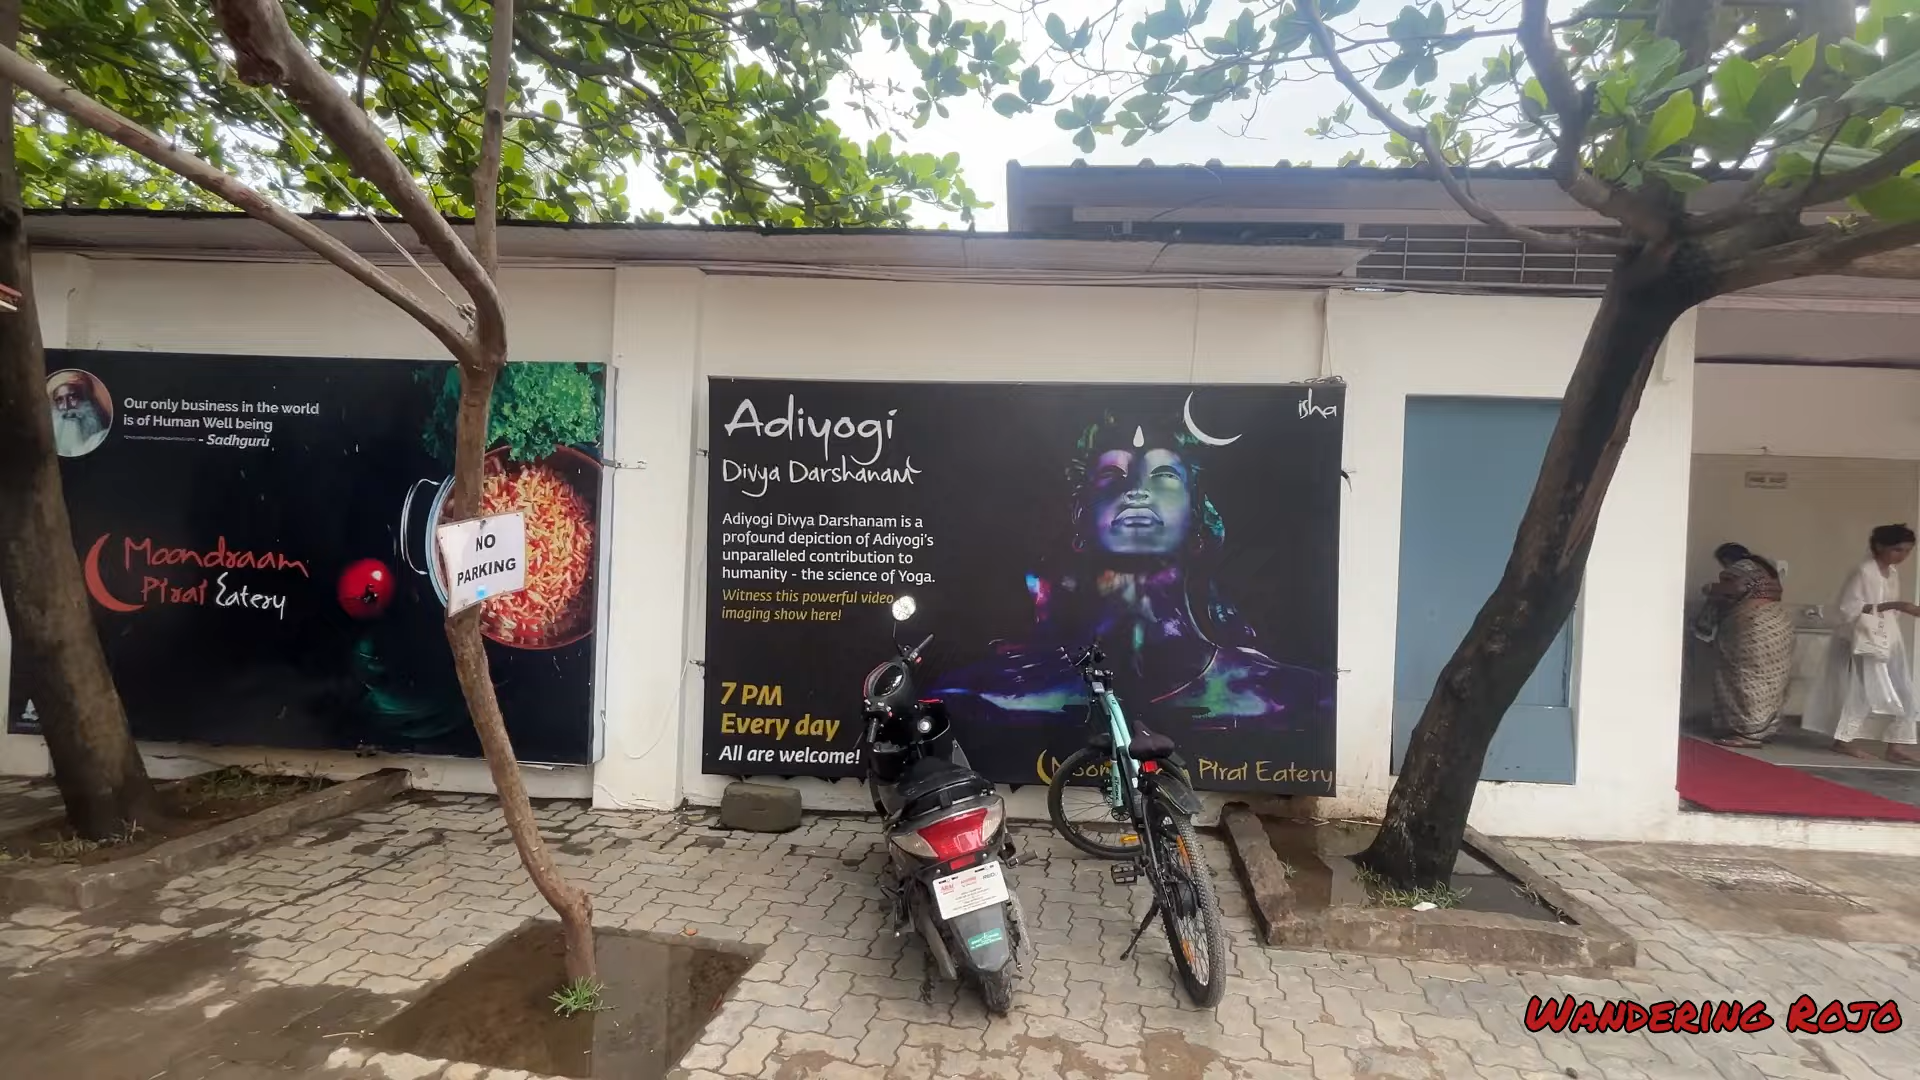 Our only business in the world
is of Human Well being
- Sadhguru
Moondraam
Piral Eatery
NO
PARKING
Adiyogi
Divya Darshanam
isha
Adiyogi Divya Darshanam is a
profound depiction of Adiyogi's
unparalleled contribution to
humanity - the science of Yoga.
Witness this powerful video
imaging show here!
7 PM
Every day
All are welcome!
Piral Eatery
Wandering Rojo